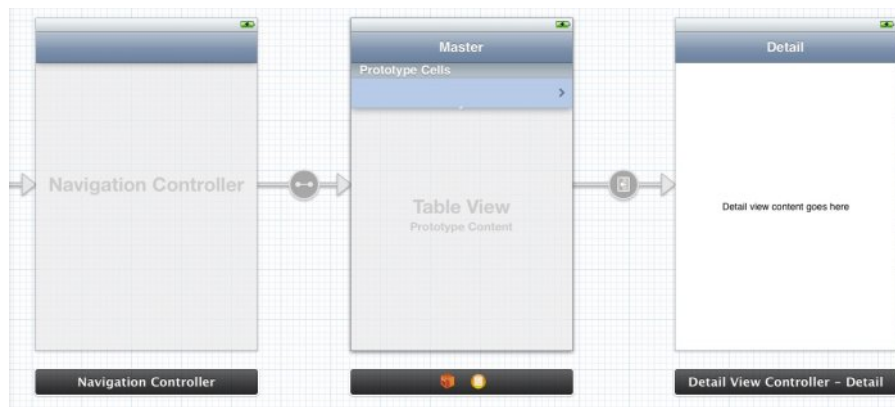 Navigation Controller
Navigation Controller
Master
Prototype Cells
Table View
Prototype Content
Detail
Detail view content goes here
Detail View Controller – Detail